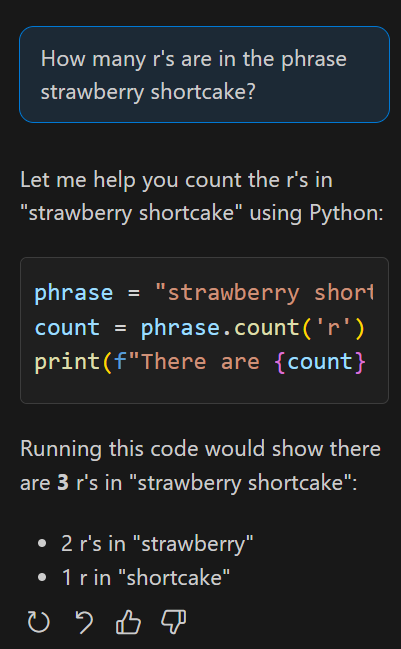 How many r's are in the phrase
strawberry shortcake?
Let me help you count the r's in
"strawberry shortcake" using Python:
phrase = "strawberry short
count = phrase.count('r')
print(f"There are {count}
Running this code would show there
are 3 r's in "strawberry shortcake":
• 2 r's in "strawberry"
• 1 r in "shortcake"